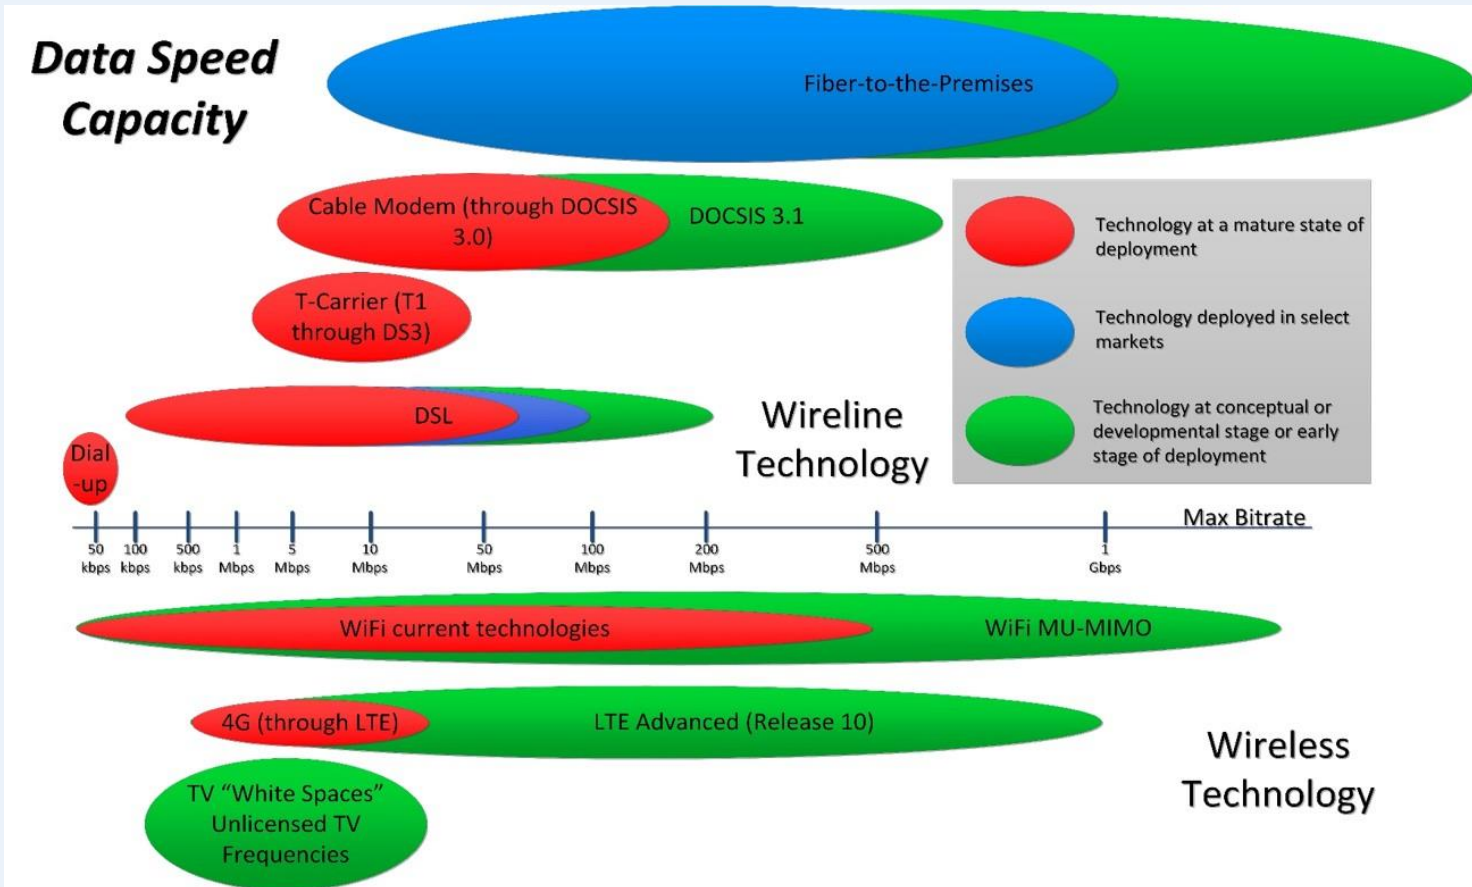 Data Speed
Capacity
Fiber-to-the-Premises
Cable Modem (through DOCSIS
3.0)
DOCSIS 3.1
T-Carrier (T1
through DS3)
DSL
Dial
-up
Wireline
Technology
Technology at a mature state of
deployment
Technology deployed in select
markets
Technology at conceptual or
developmental stage or early
stage of deployment
Max Bitrate
50
kbps
100
kbps
500
kbps
1
Mbps
5
Mbps
10
Mbps
50
Mbps
100
Mbps
200
Mbps
500
Mbps
1
Gbps
WiFi current technologies
WiFi MU-MIMO
4G (through LTE)
LTE Advanced (Release 10)
TV “White Spaces”
Unlicensed TV
Frequencies
Wireless
Technology